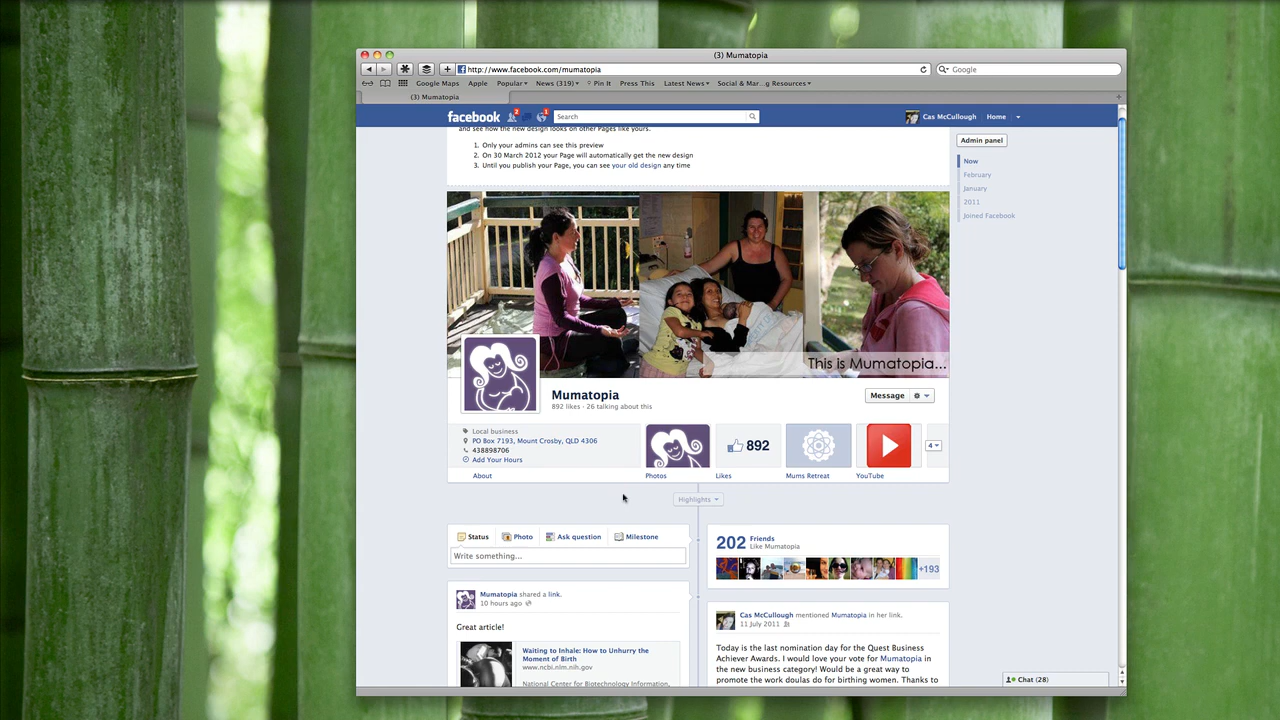 (3) Mumatopia
http://www.facebook.com/mumatopia
Google
Google Maps Apple Popular News (319) Pin It Press This Latest News Social & Mar...g Resources
(3) Mumatopia
facebook 2 1 Search Cas McCullough Home
and see how the new design looks on other Pages like yours.
1. Only your admins can see this preview
2. On 30 March 2012 your Page will automatically get the new design
3. Until you publish your Page, you can see your old design any time
Admin panel
Now
February
January
2011
Joined Facebook
This is Mumatopia...
Mumatopia
892 likes · 26 talking about this
Message
Local business
PO Box 7193, Mount Crosby, QLD 4306
438898706
Add Your Hours
About
892
4
Photos
Likes
Mums Retreat
YouTube
Highlights
Status Photo Ask question Milestone
Write something...
202 Friends
Like Mumatopia
+193
Mumatopia shared a link.
10 hours ago
Great article!
Waiting to Inhale: How to Unhurry the
Moment of Birth
www.ncbi.nlm.nih.gov
National Center for Biotechnology Information,
Cas McCullough mentioned Mumatopia in her link.
11 July 2011
Today is the last nomination day for the Quest Business
Achiever Awards. I would love your vote for Mumatopia in
the new business category! Would be a great way to
promote the work doulas do for birthing women. Thanks to
Chat (28)